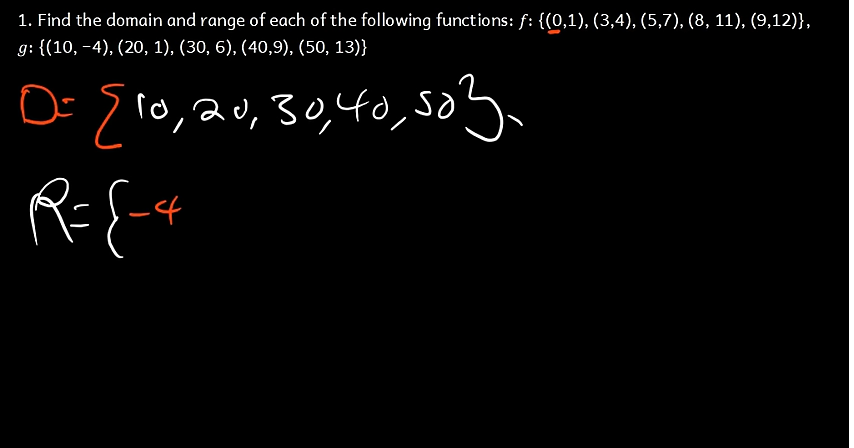 1. Find the domain and range of each of the following functions: f: {(0,1), (3,4), (5,7), (8, 11), (9,12)},
g: {(10, −4), (20, 1), (30, 6), (40,9), (50, 13)}
D= {10, 20, 30, 40, 50}
R= {-4